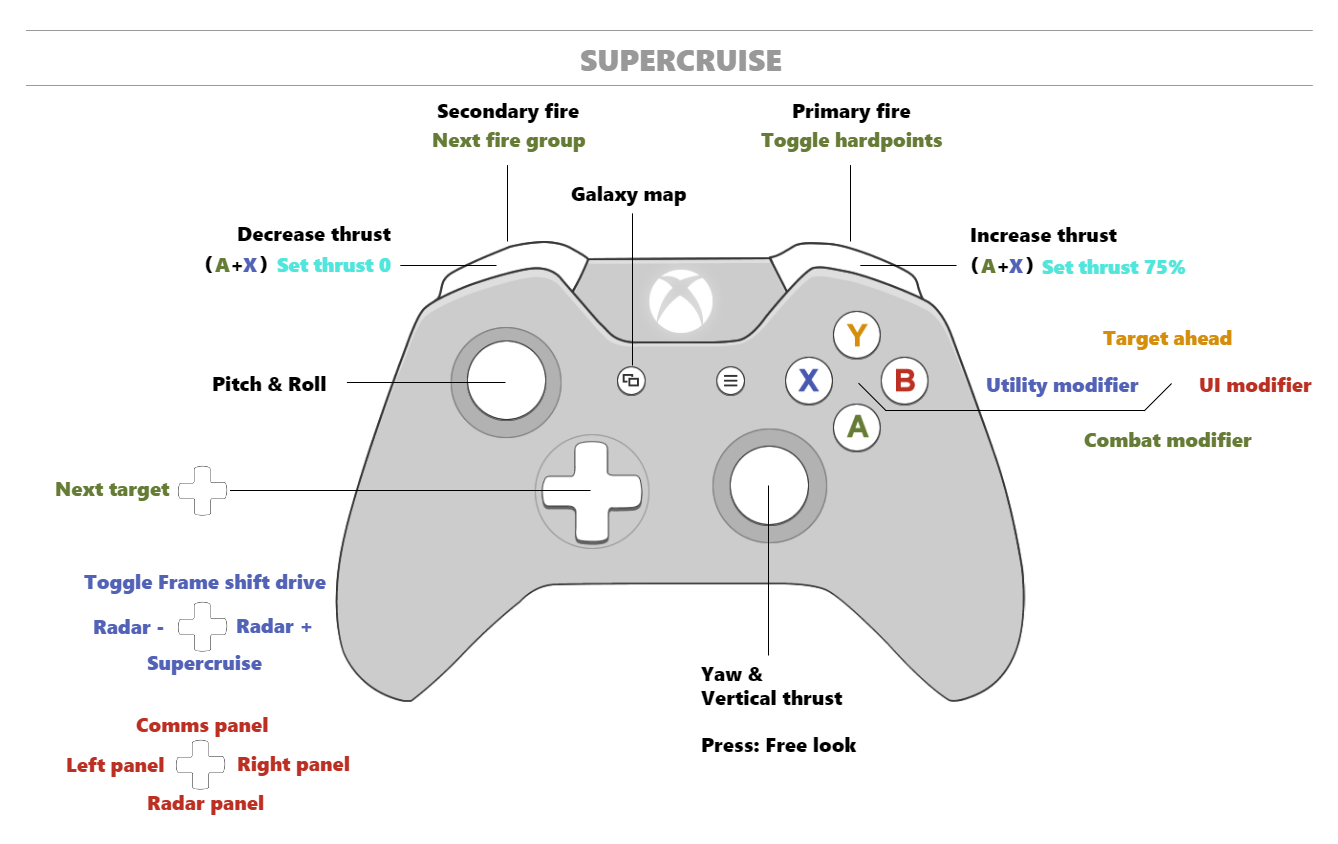 SUPERCRUISE
Secondary fire
Next fire group
Primary fire
Toggle hardpoints
Galaxy map
Decrease thrust
(A+X) Set thrust 0
Increase thrust
(A+X) Set thrust 75%
Y
X
B
A
Target ahead
Utility modifier
UI modifier
Combat modifier
Pitch & Roll
Next target
Toggle Frame shift drive
Radar -
Radar +
Supercruise
Comms panel
Left panel
Right panel
Radar panel
Yaw &
Vertical thrust
Press: Free look